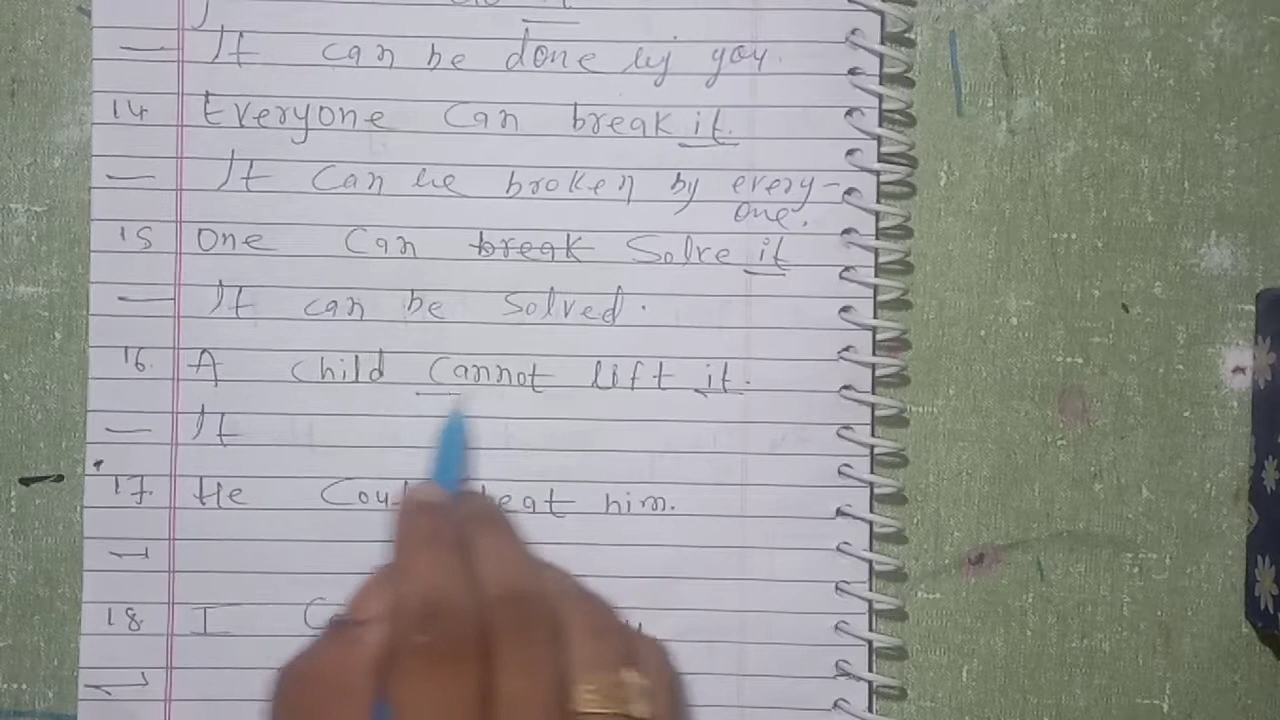 — It can be done by you.
14 Everyone can break it.
— It can be broken by every-
one.
15 One can break solve it
— It can be solved.
16. A child cannot lift it.
— It
17. He beat him.
18 I